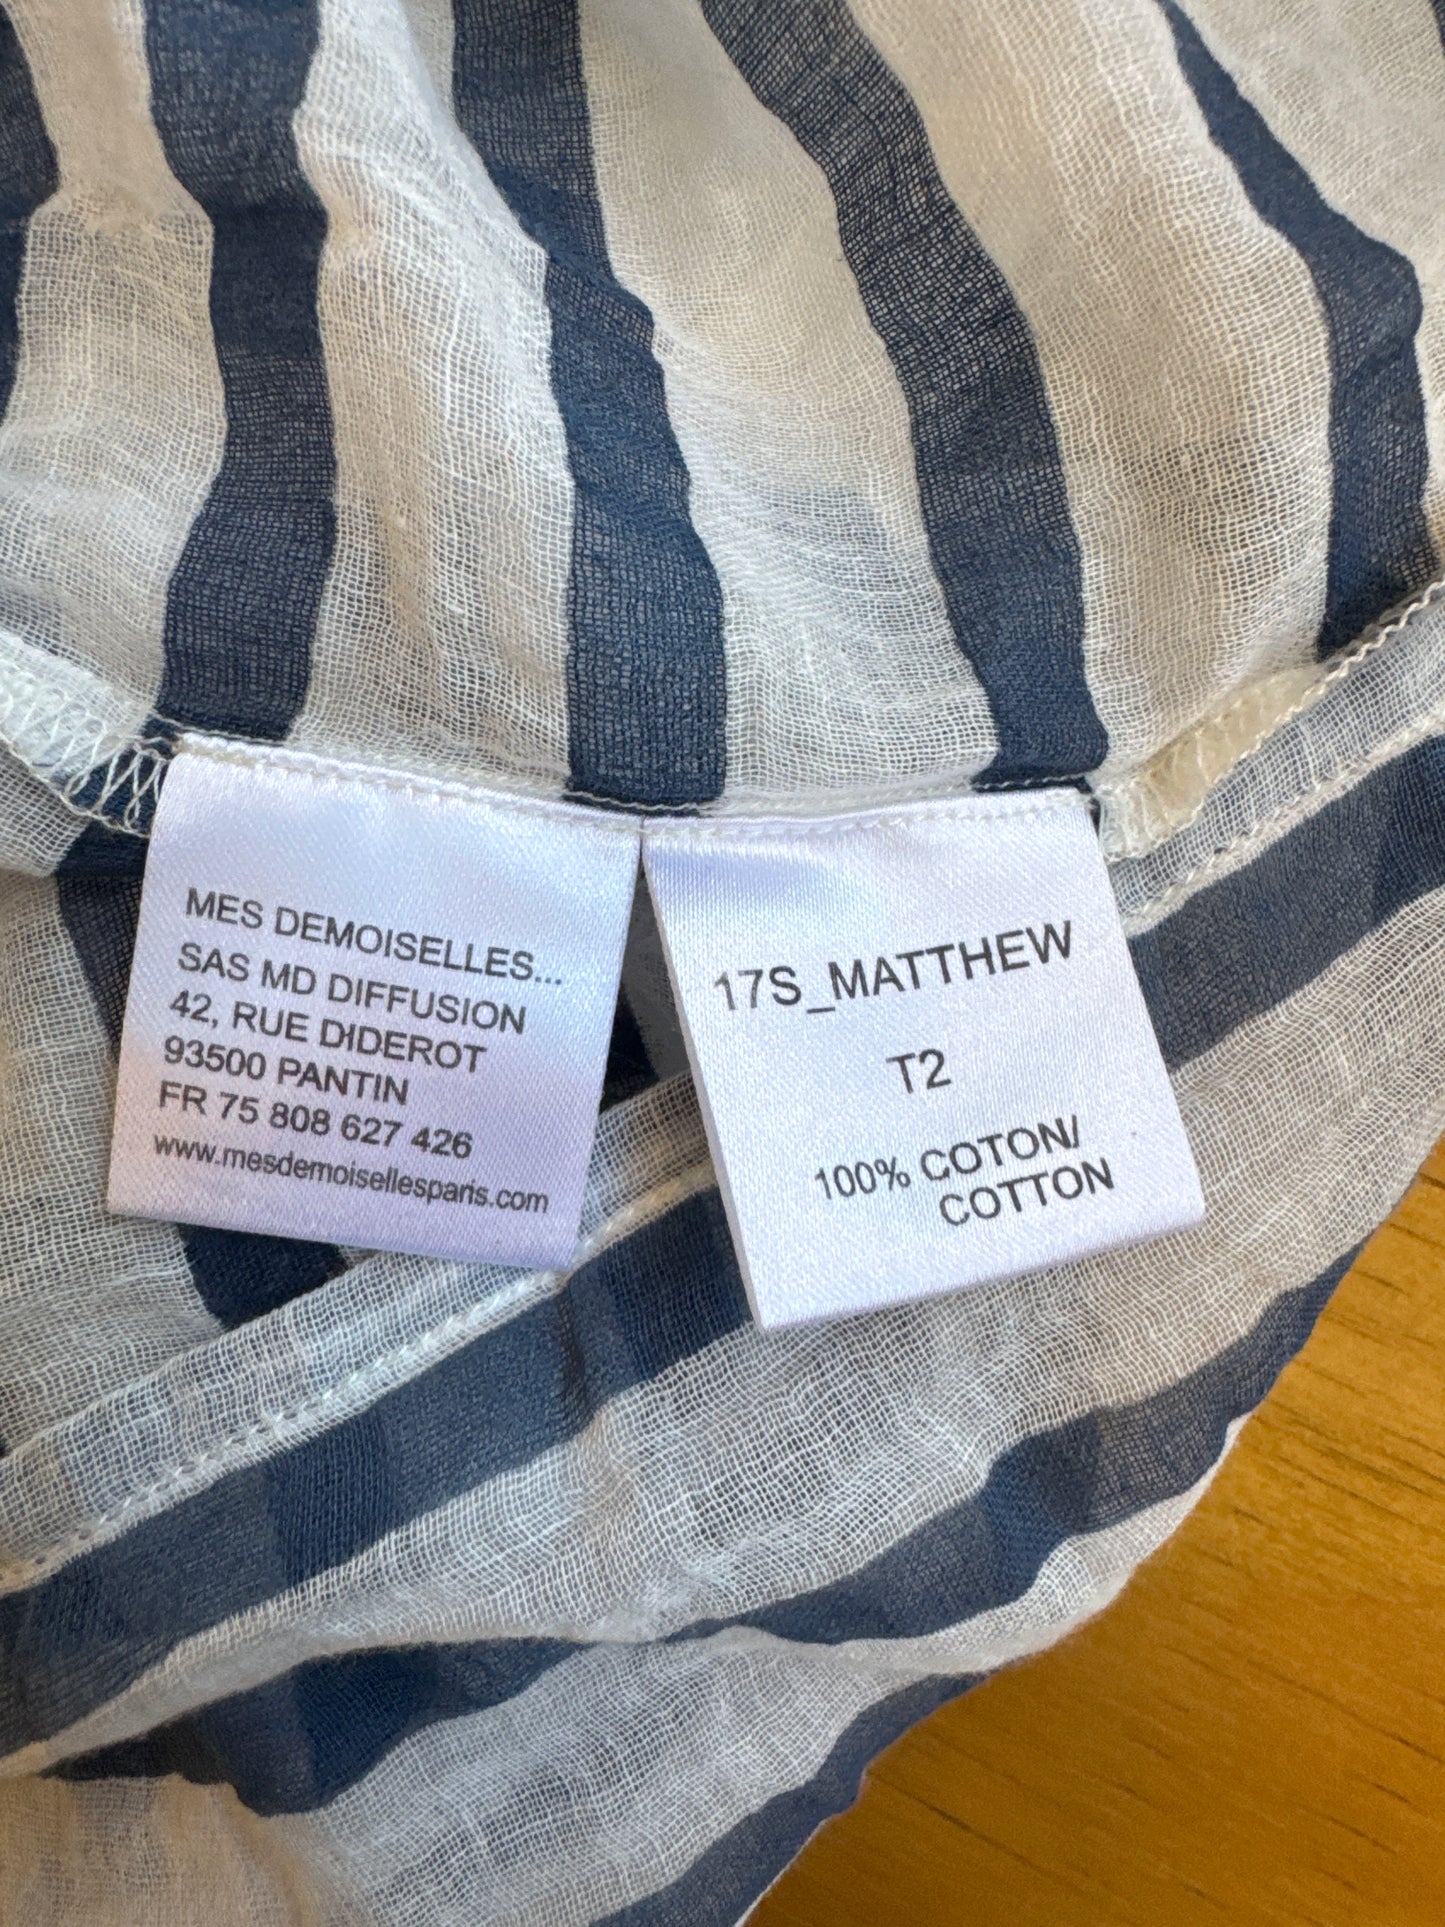 MES DEMOISELLES...
SAS MD DIFFUSION
42, RUE DIDEROT
93500 PANTIN
FR 75 808 627 426
www.mesdemoisellesparis.com
17S_MATTHEW
T2
100% COTON/
COTTON